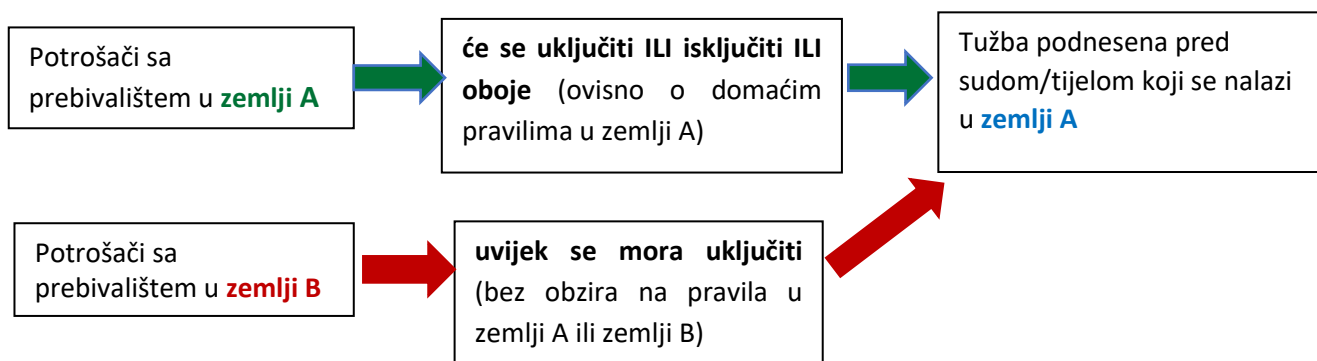 Potrošači sa
prebivalištem u zemlji A
će se uključiti ILI isključiti ILI
oboje (ovisno o domaćim
pravilima u zemlji A)
Tužba podnesena pred
sudom/tijelom koji se nalazi
u zemlji A
Potrošači sa
prebivalištem u zemlji B
uvijek se mora uključiti
(bez obzira na pravila u
zemlji A ili zemlji B)